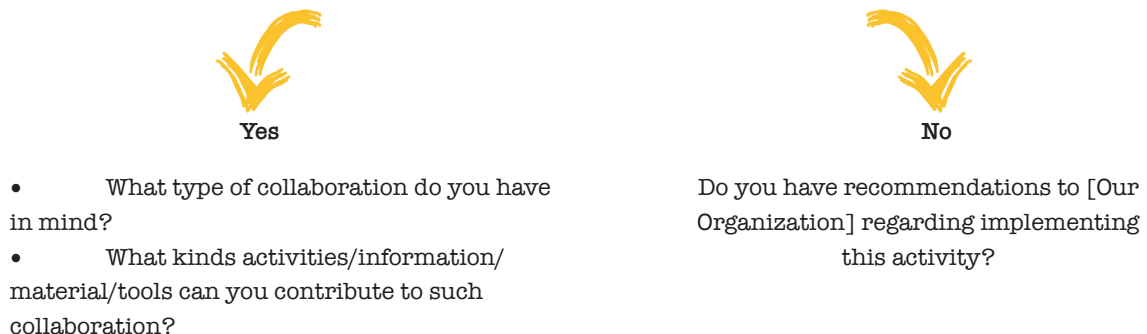 Yes
• What type of collaboration do you have
in mind?
• What kinds activities/information/
material/tools can you contribute to such
collaboration?
No
Do you have recommendations to [Our
Organization] regarding implementing
this activity?